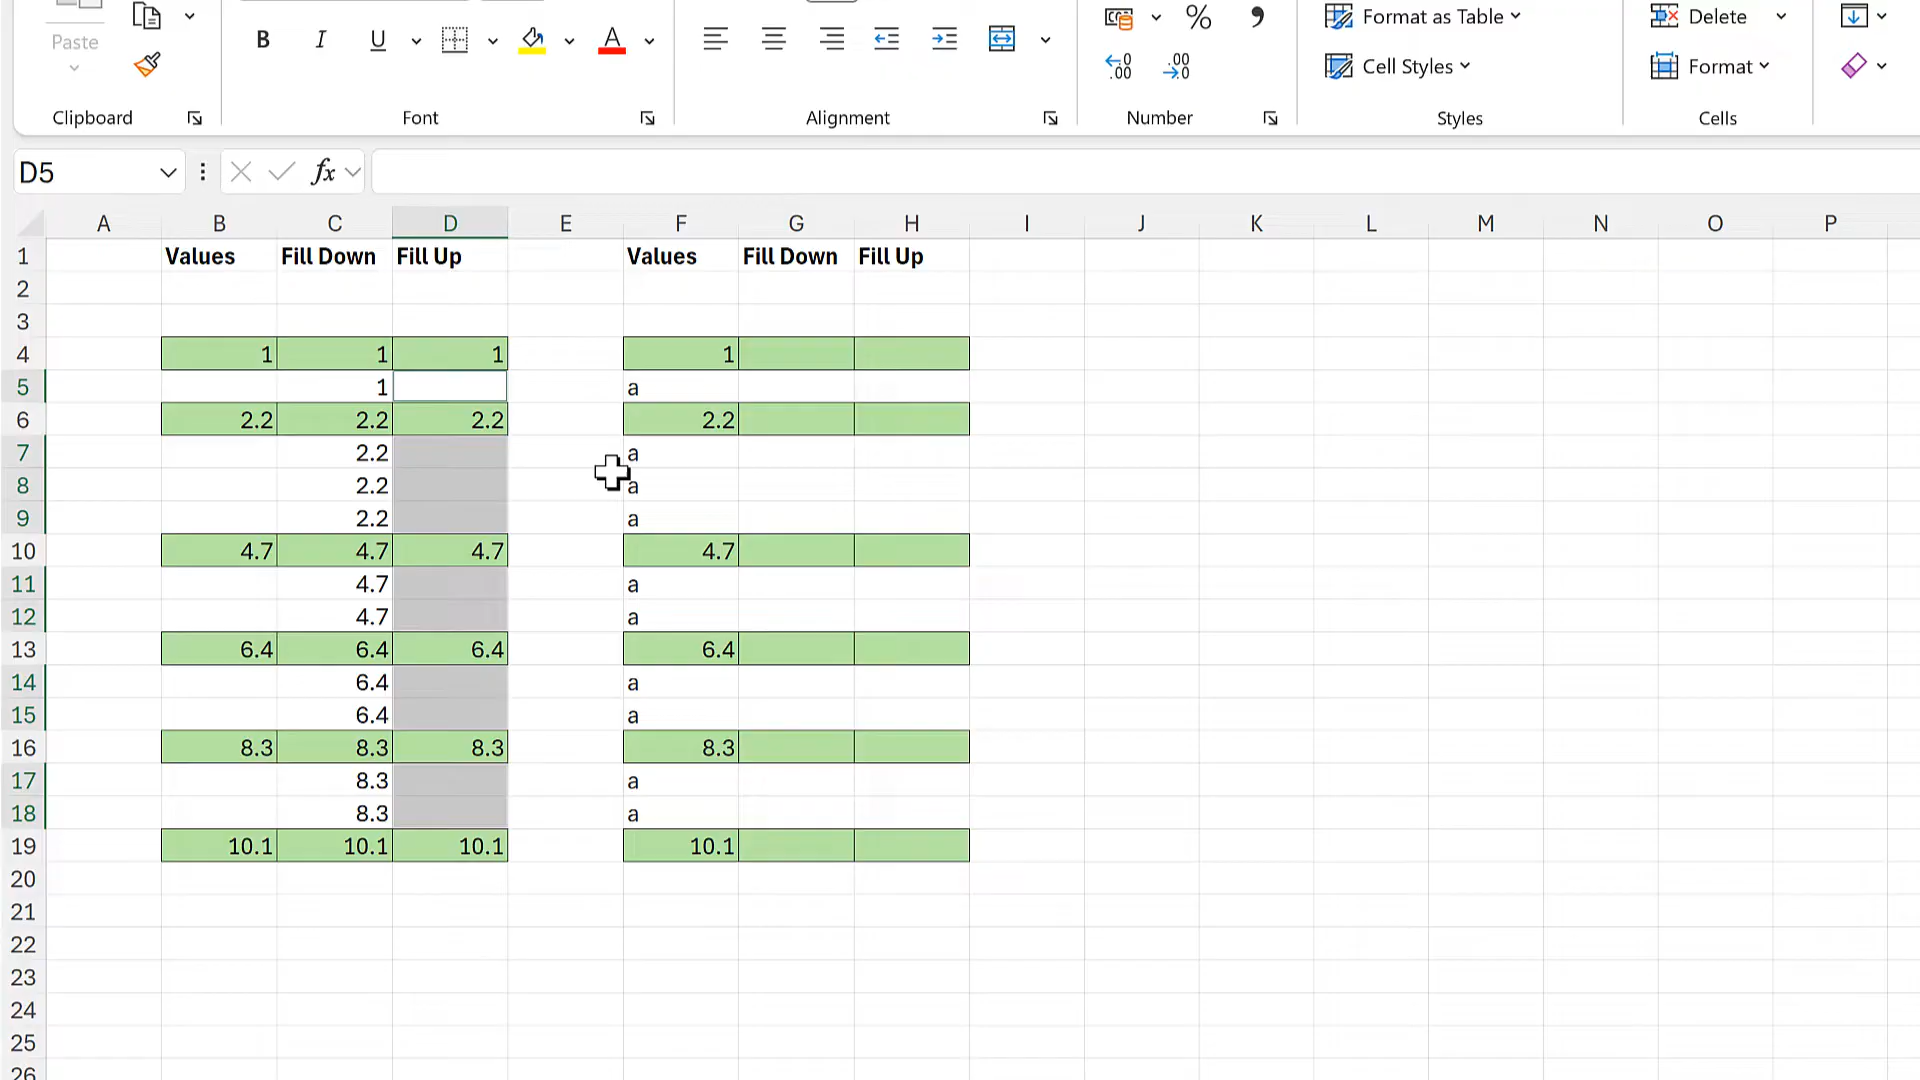 Paste
Clipboard
B I U A
Font
Alignment
% ,
←0 .00
.00 →0
Number
Format as Table
Cell Styles
Styles
Delete
Format
Cells
D5
fx
A B C D E F G H I J K L M N O P
1 Values Fill Down Fill Up Values Fill Down Fill Up
2
3
4 1 1 1 1
5 1 a
6 2.2 2.2 2.2 2.2
7 2.2 a
8 2.2 a
9 2.2 a
10 4.7 4.7 4.7 4.7
11 4.7 a
12 4.7 a
13 6.4 6.4 6.4 6.4
14 6.4 a
15 6.4 a
16 8.3 8.3 8.3 8.3
17 8.3 a
18 8.3 a
19 10.1 10.1 10.1 10.1
20
21
22
23
24
25
26